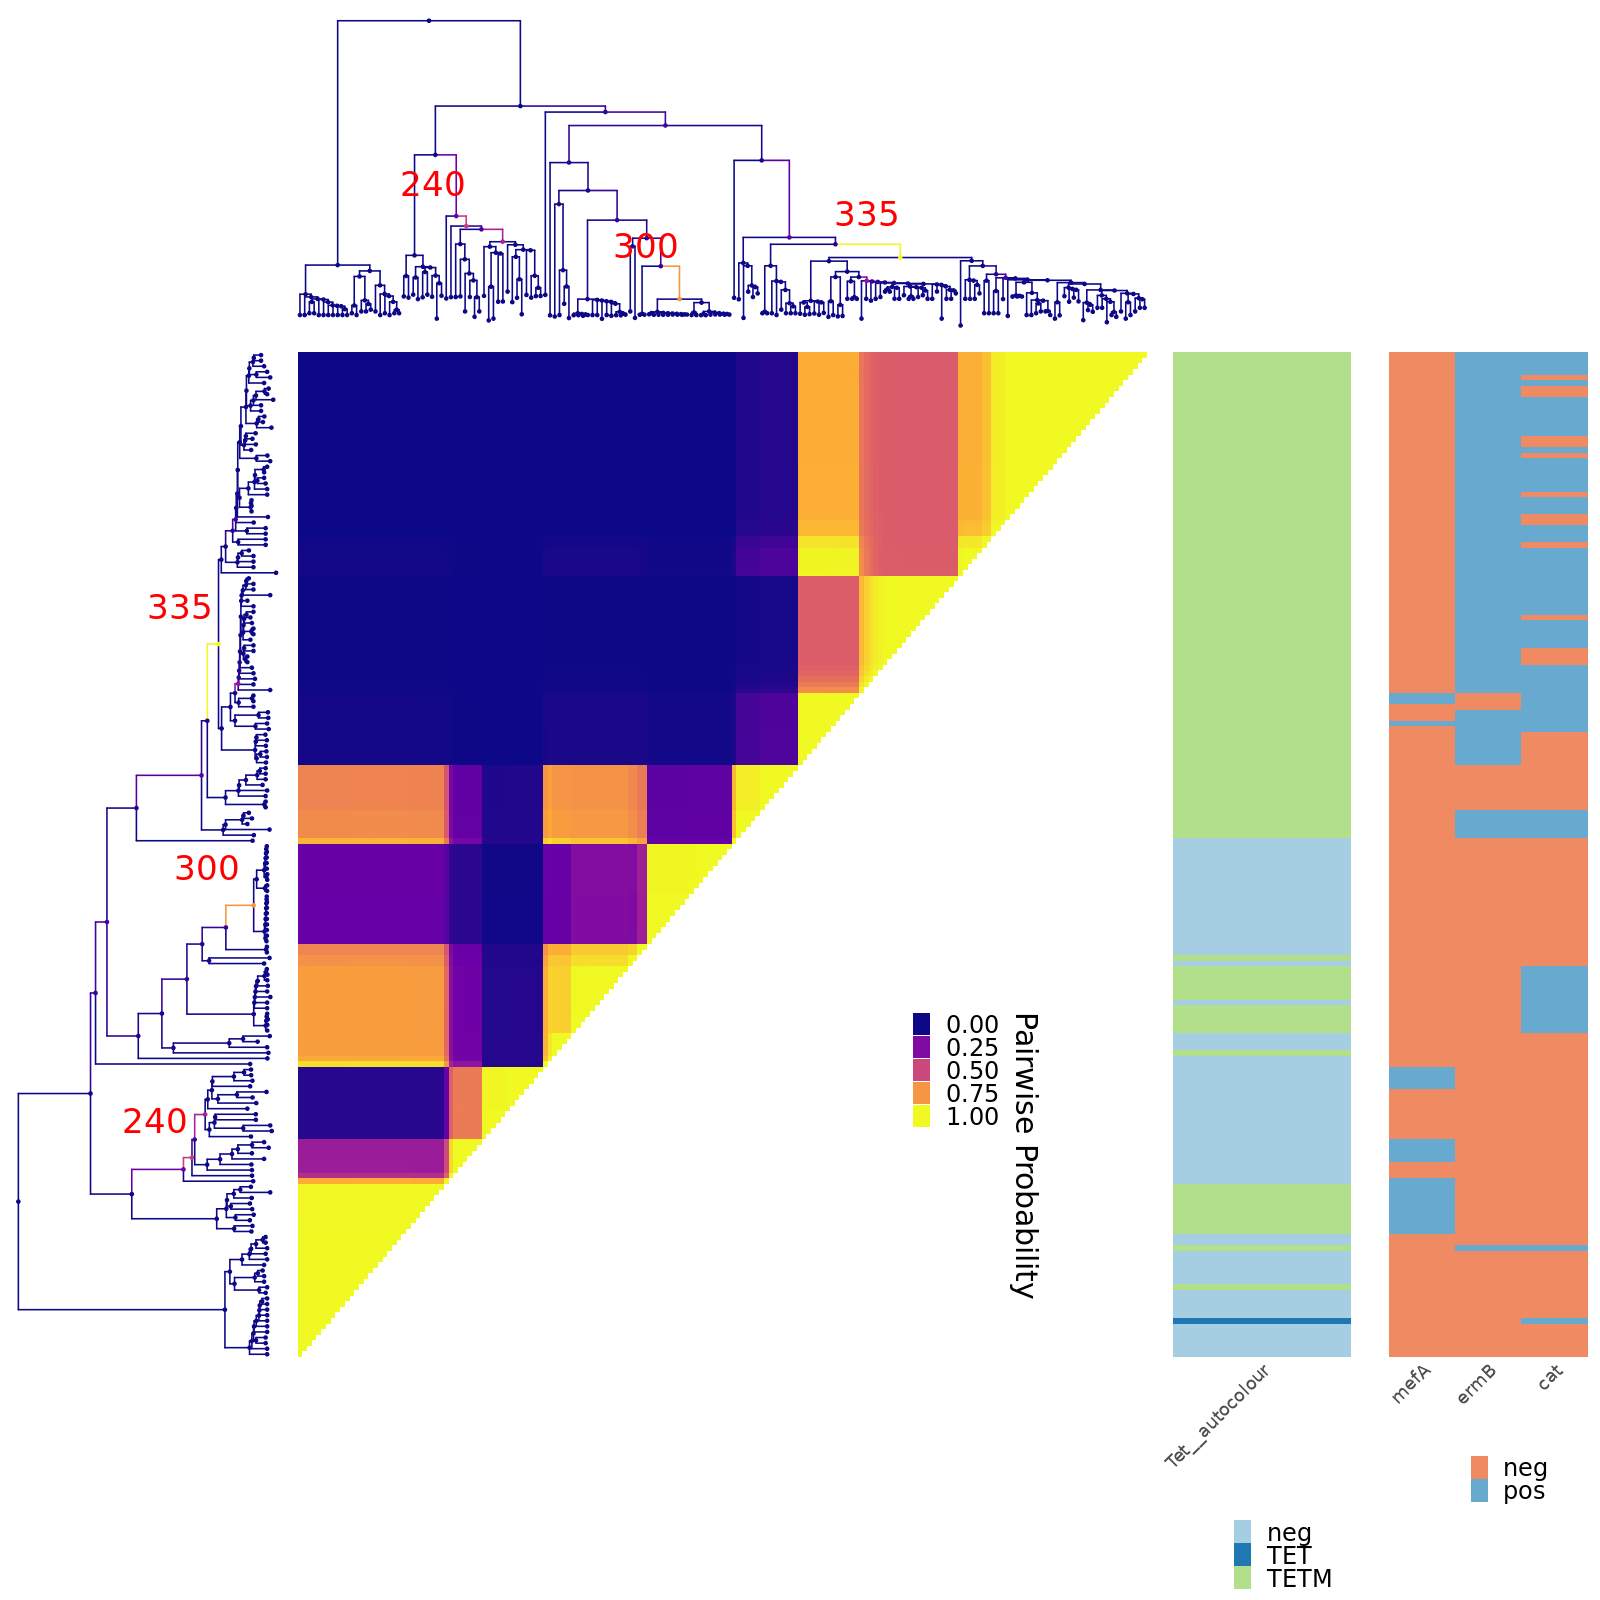 240
300
335
335
300
240
0.00
0.25
0.50
0.75
1.00
Pairwise Probability
Tet__autocolour
mefA
ermB
cat
neg
pos
neg
TET
TETM